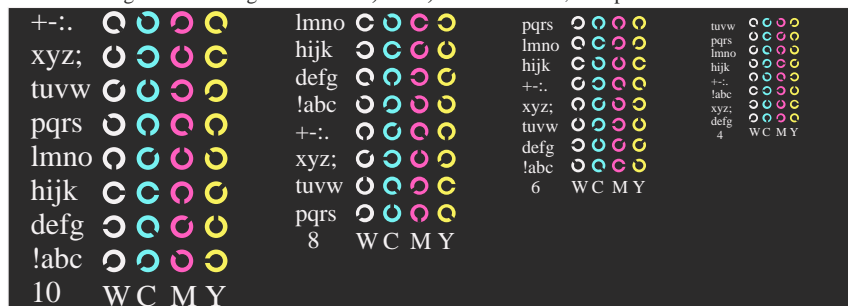 +-:.
xyz;
tuvw
pqrs
lmno
hijk
defg
!abc
10 W C M Y
lmno
hijk
defg
!abc
+-:.
xyz;
tuvw
pqrs
8 W C M Y
pqrs
lmno
hijk
+-:.
xyz;
tuvw
defg
!abc
6 W C M Y
tuvw
pqrs
lmno
hijk
+-:.
!abc
xyz;
defg
4 W C M Y